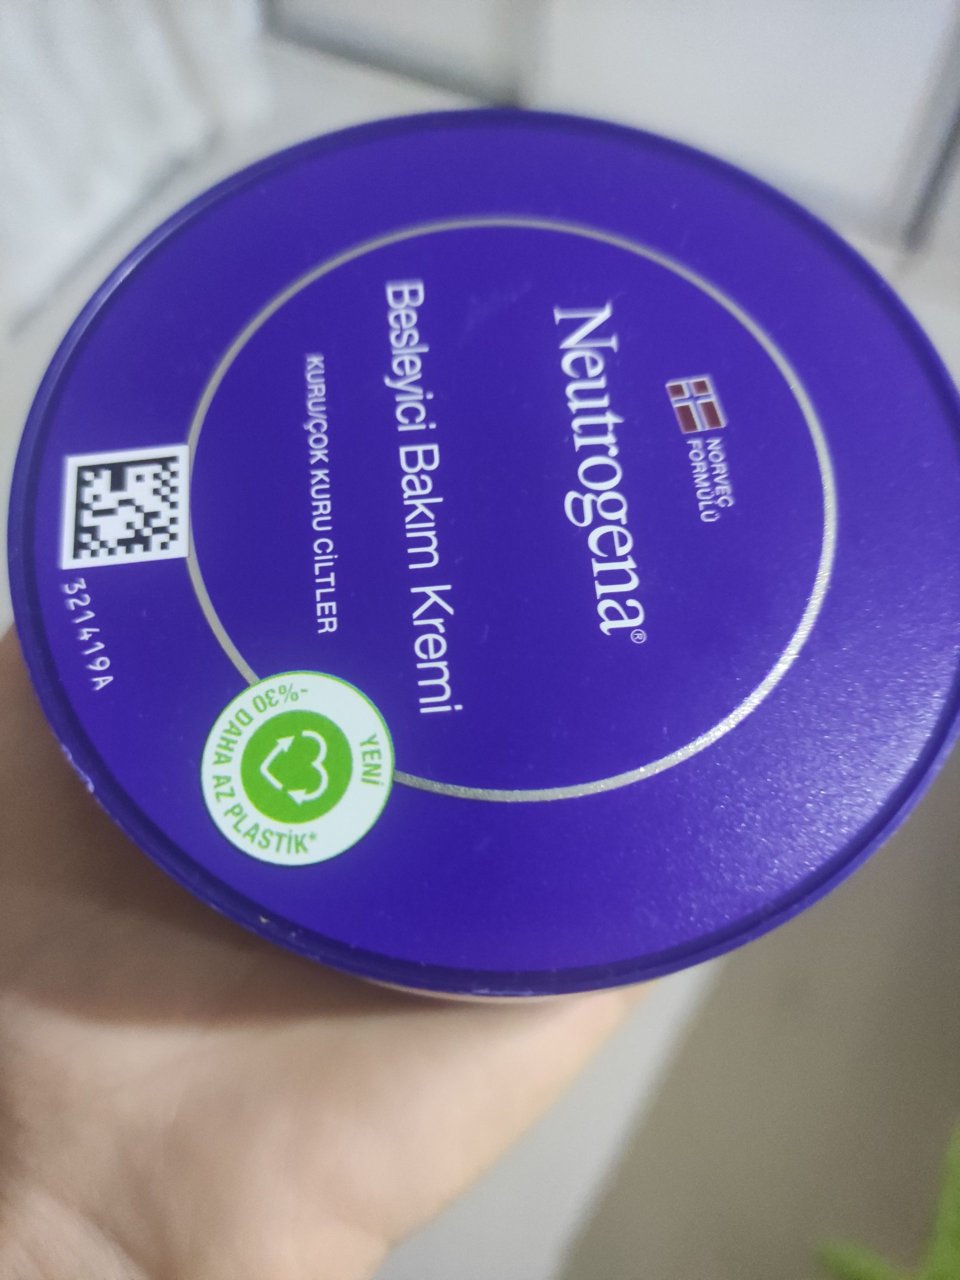 NORVEÇ
FORMÜLÜ
Neutrogena®
Besleyici Bakım Kremi
KURU/ÇOK KURU CİLTLER
YENİ
-%30 DAHA AZ PLASTİK*
321419A